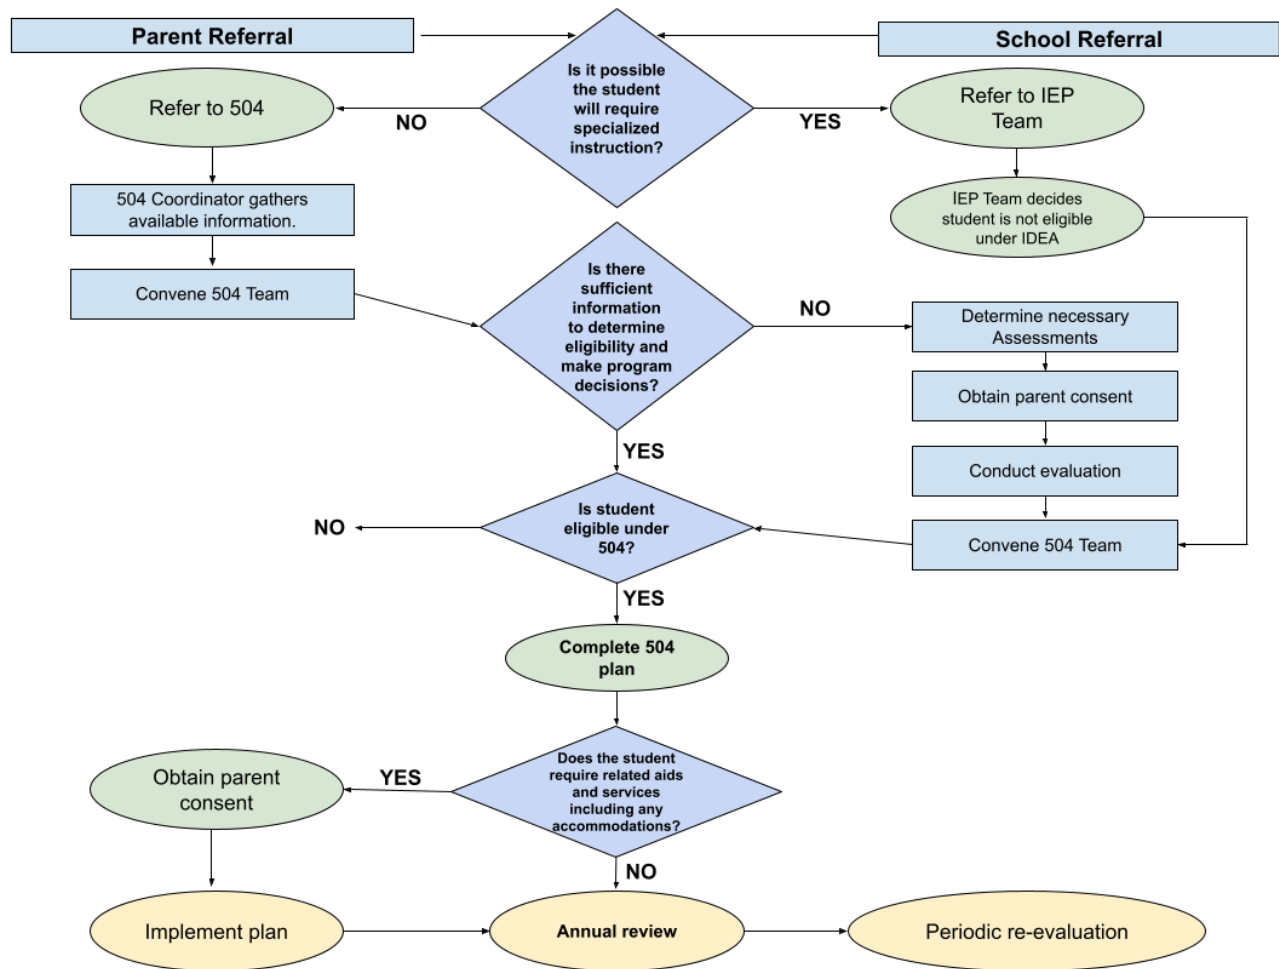 Parent Referral
School Referral
Is it possible
the student
will require
specialized
instruction?
Refer to 504
NO
YES
Refer to IEP
Team
504 Coordinator gathers
available information.
IEP Team decides
student is not eligible
under IDEA
Convene 504 Team
Is there
sufficient
information
to determine
eligibility and
make program
decisions?
NO
Determine necessary
Assessments
Obtain parent consent
YES
Conduct evaluation
Is student
eligible under
504?
NO
Convene 504 Team
YES
Complete 504
plan
Does the student
require related aids
and services
including any
accommodations?
YES
Obtain parent
consent
NO
Implement plan
Annual review
Periodic re-evaluation